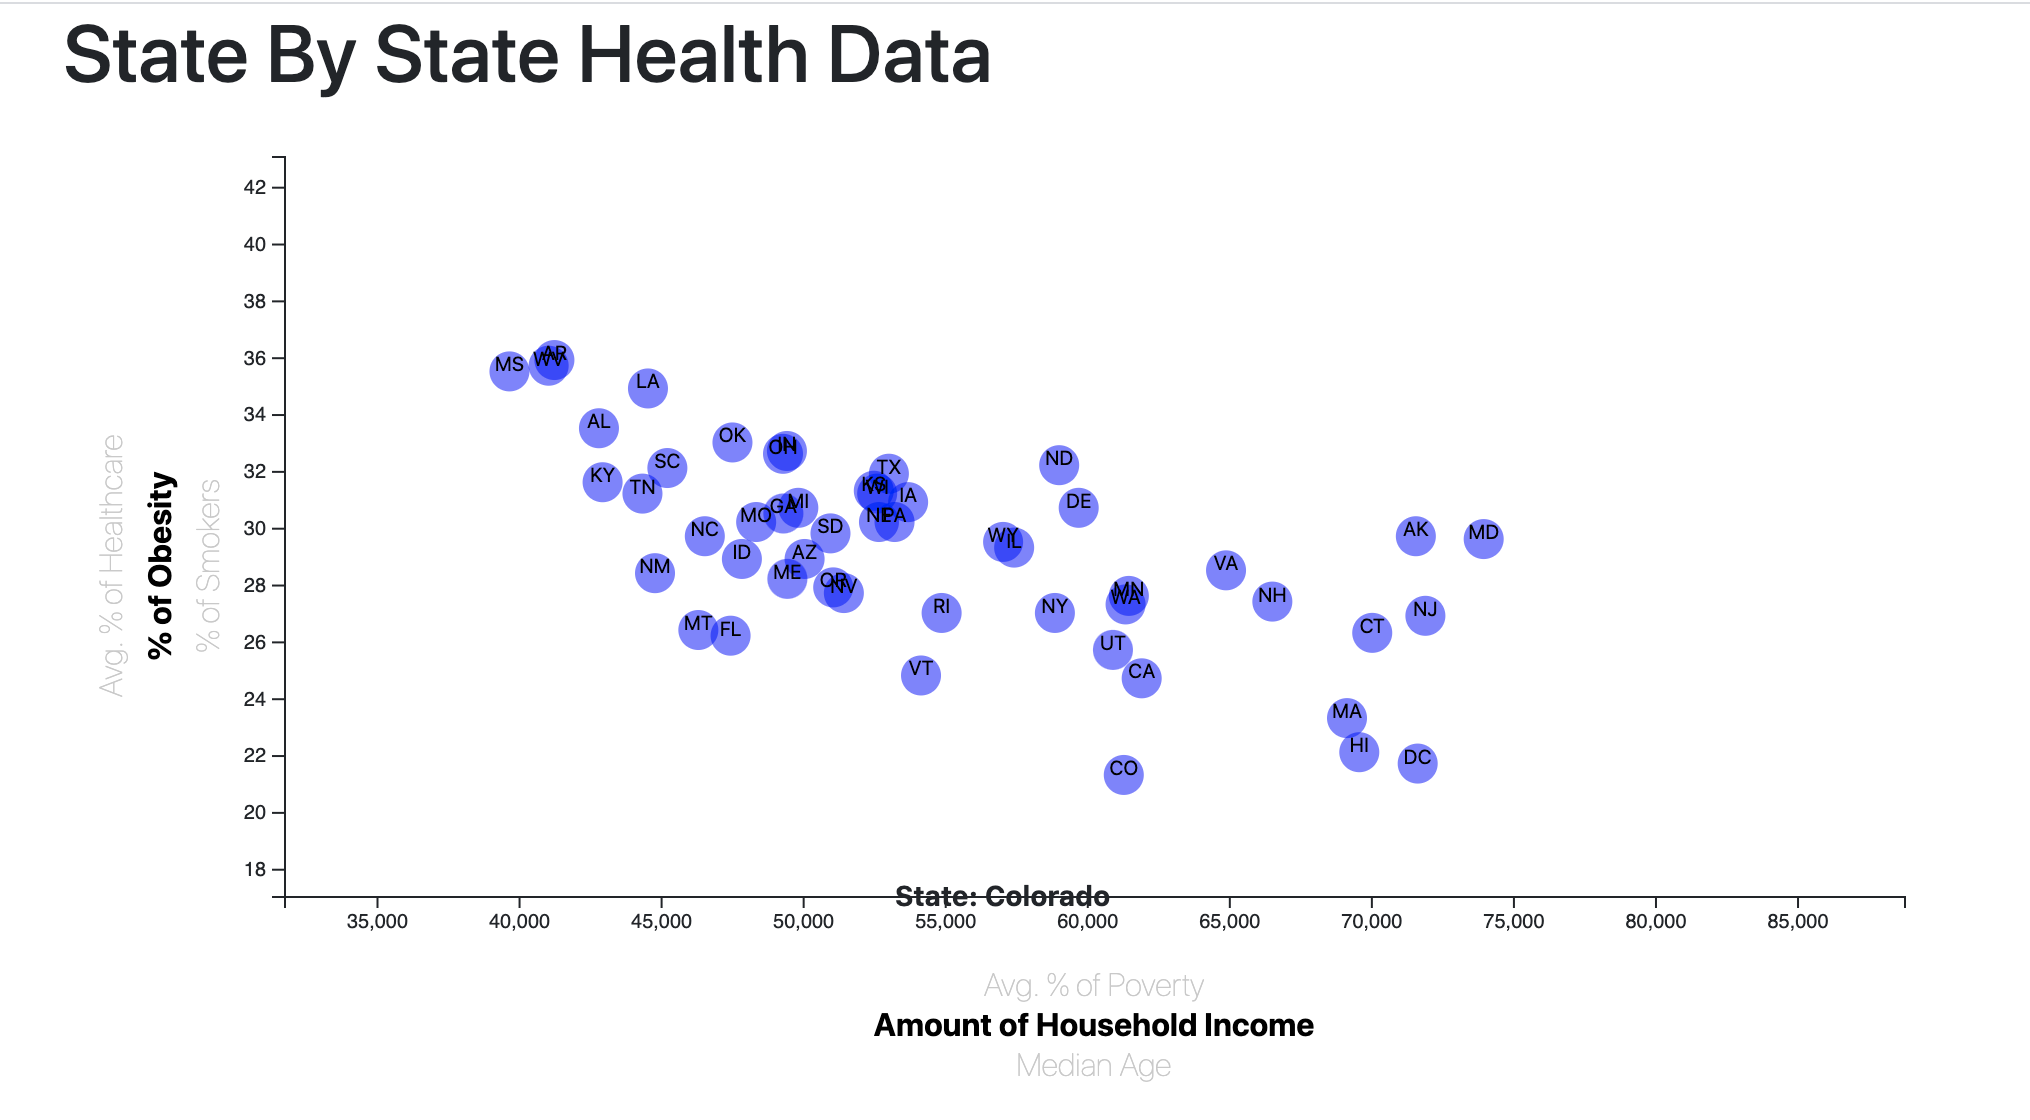 State By State Health Data
42
40
38
36
34
32
30
28
26
24
22
20
18
Avg. % of Healthcare
% of Obesity
% of Smokers
MS
WV
AR
LA
AL
OK
OH
IN
KY
TN
SC
TX
KS
WI
IA
ND
DE
NC
MO
GA
MI
SD
NE
PA
WY
IL
AK
MD
NM
ID
AZ
ME
OR
NV
VA
NH
MT
FL
RI
NY
MN
WA
CT
NJ
VT
UT
CA
MA
HI
DC
CO
State: Colorado
35,000
40,000
45,000
50,000
55,000
60,000
65,000
70,000
75,000
80,000
85,000
Avg. % of Poverty
Amount of Household Income
Median Age